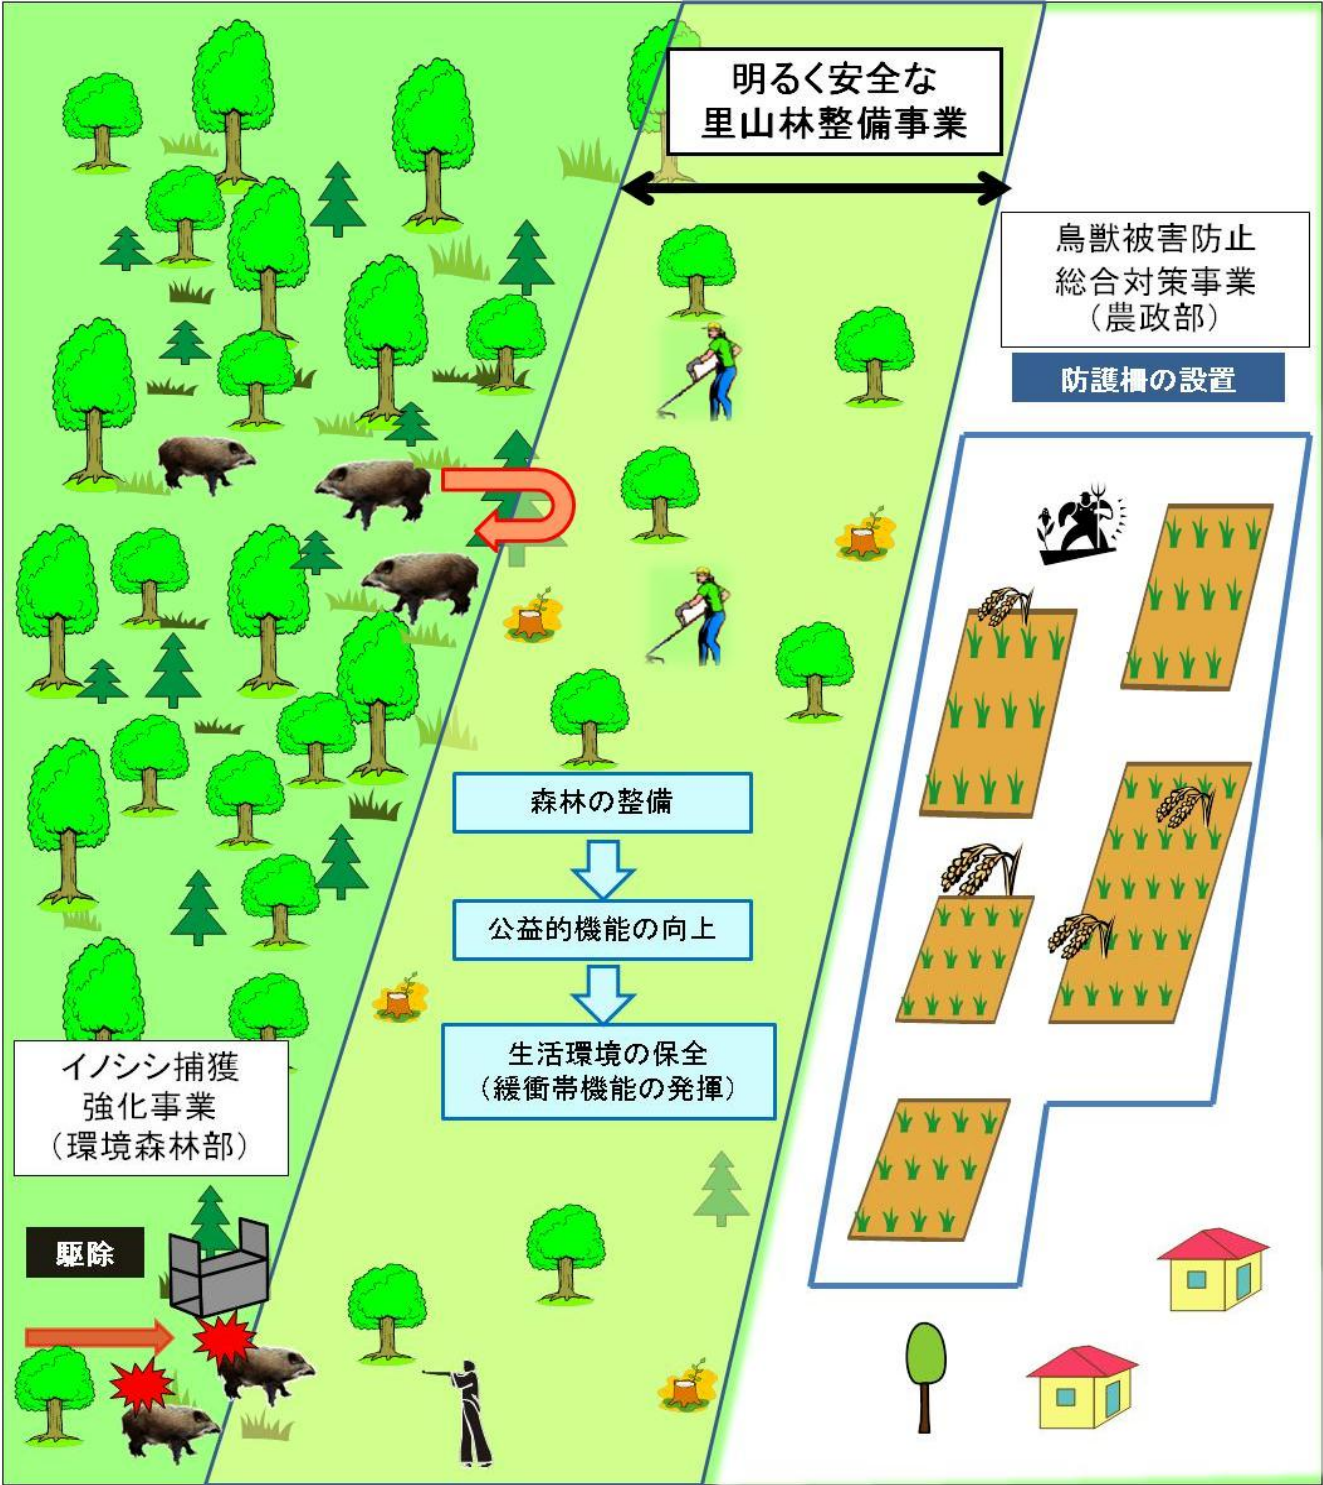 明るく安全な
里山林整備事業
鳥獣被害防止
総合対策事業
（農政部）
防護柵の設置
森林の整備
公益的機能の向上
生活環境の保全
（緩衝帯機能の発揮）
イノシシ捕獲
強化事業
（環境森林部）
駆除